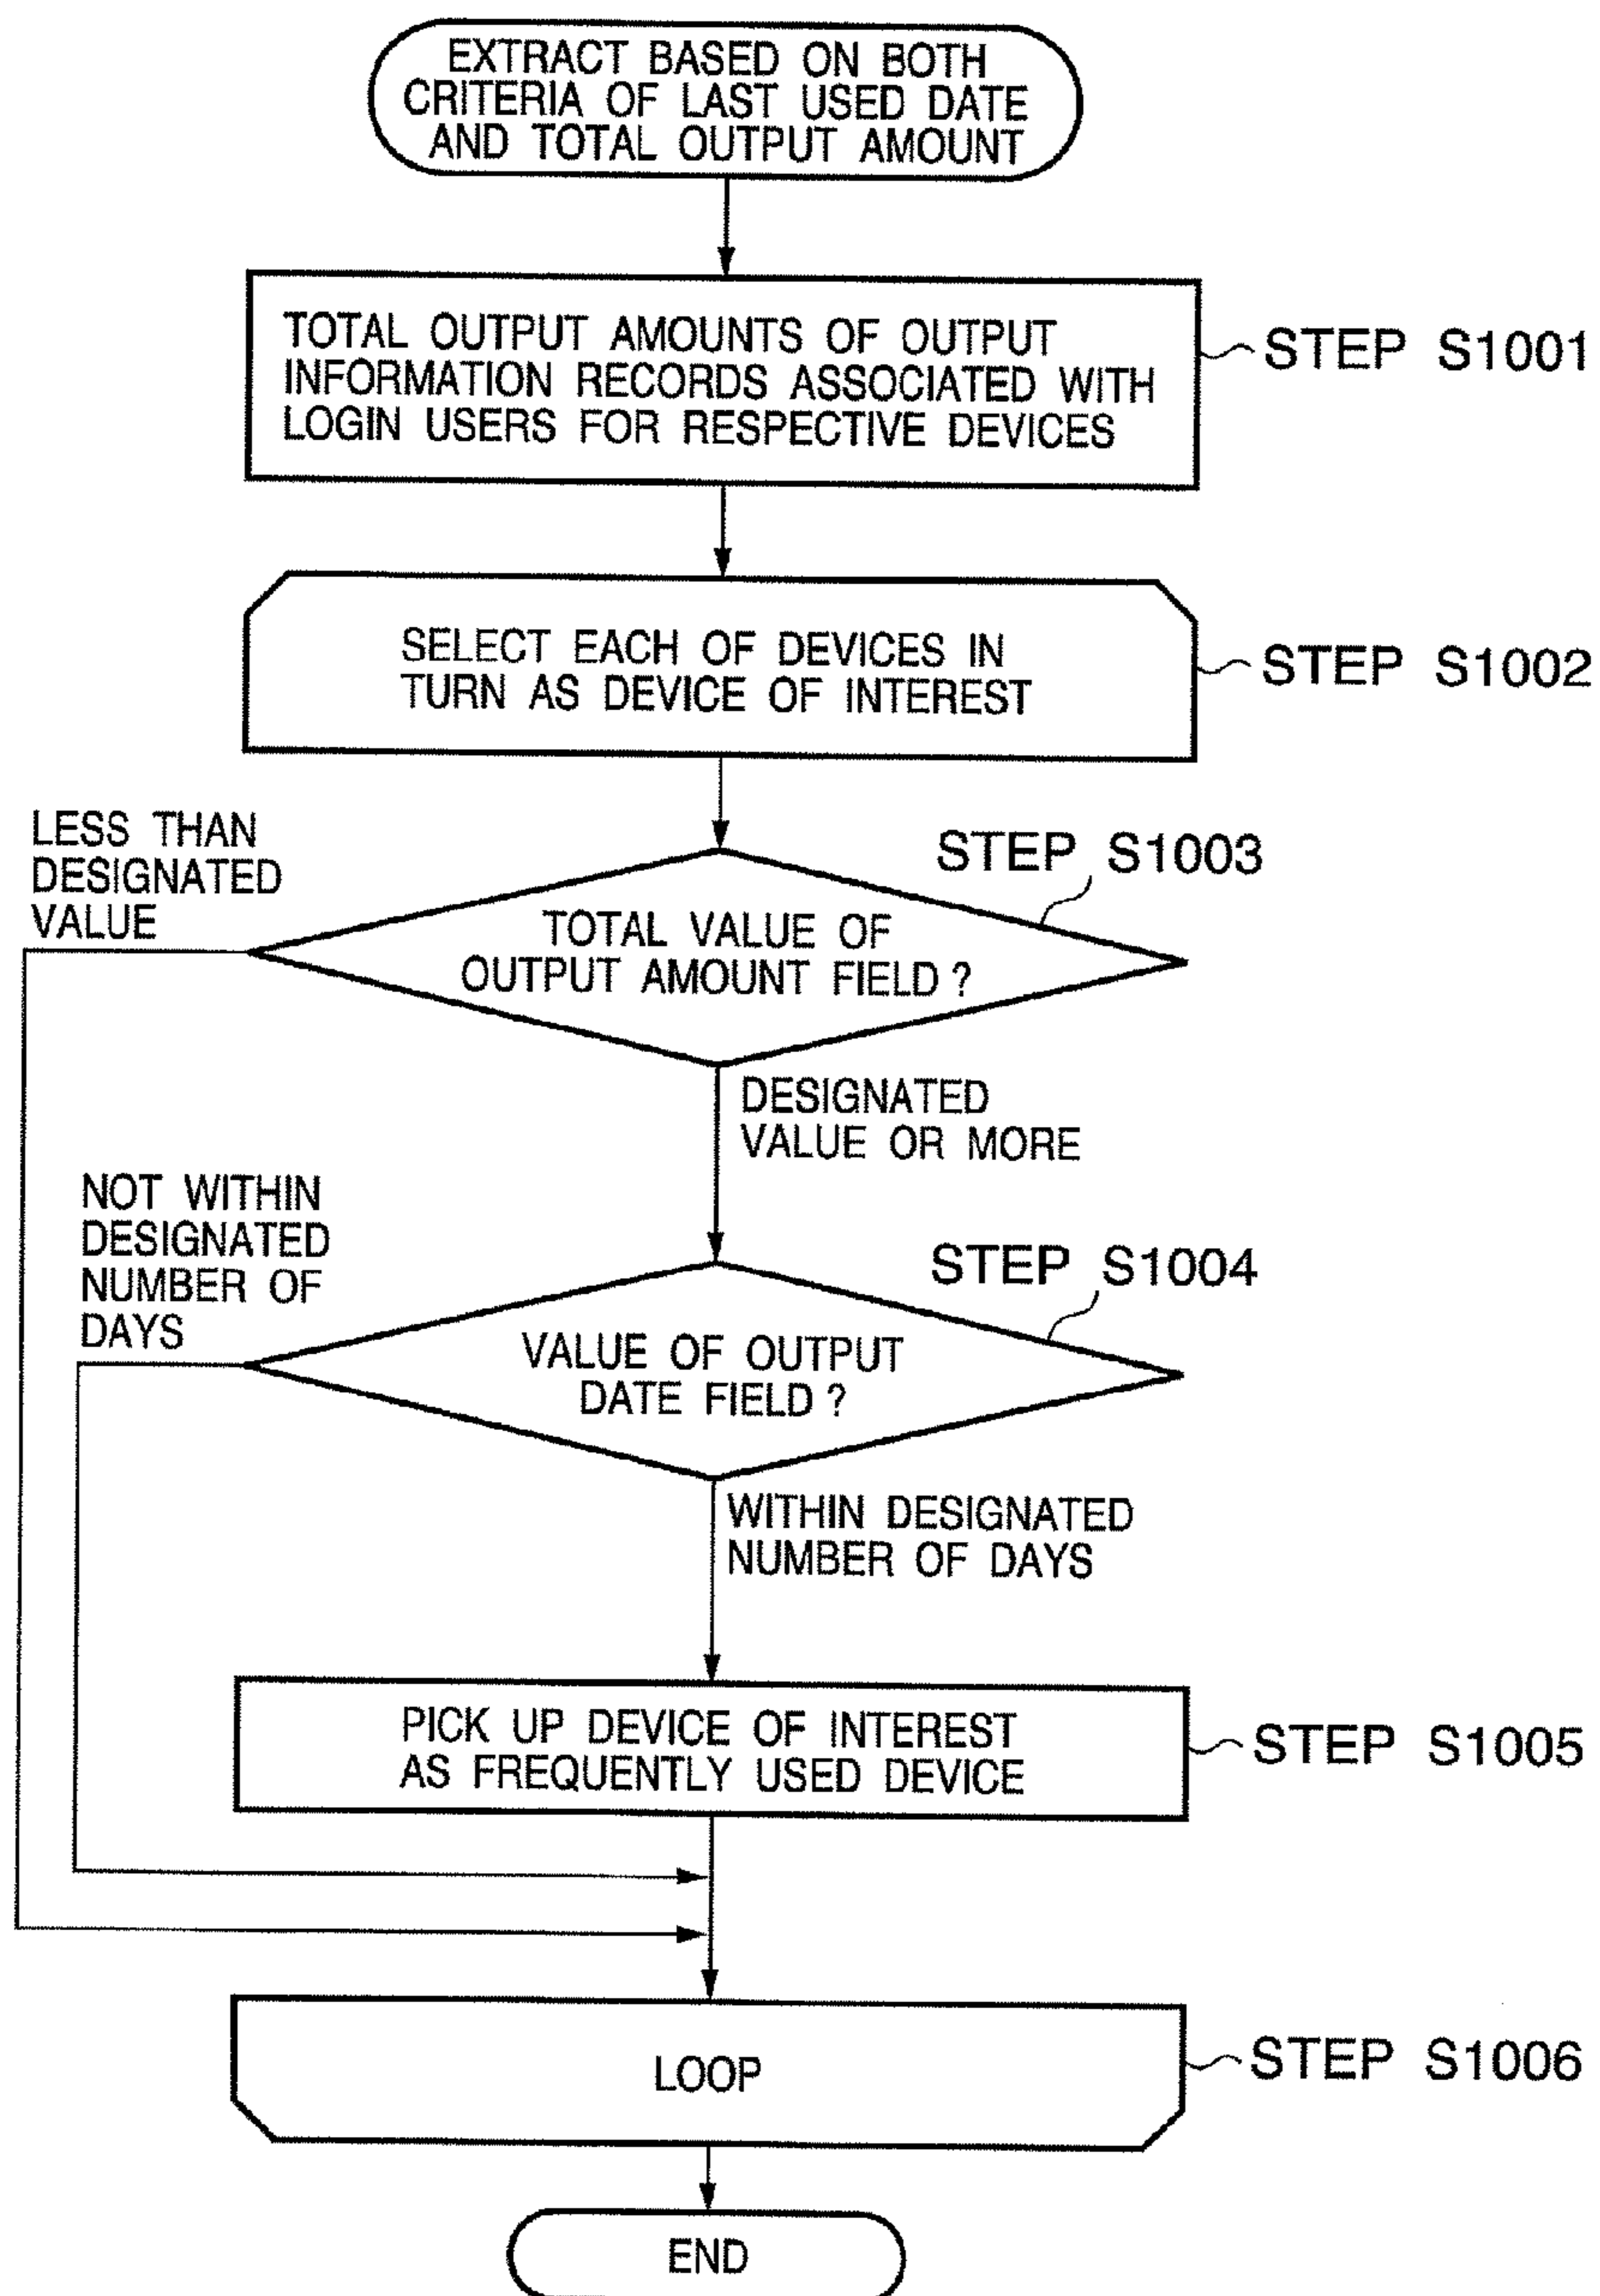 EXTRACT BASED ON BOTH
CRITERIA OF LAST USED DATE
AND TOTAL OUTPUT AMOUNT
TOTAL OUTPUT AMOUNTS OF OUTPUT
INFORMATION RECORDS ASSOCIATED WITH
LOGIN USERS FOR RESPECTIVE DEVICES
STEP S1001
SELECT EACH OF DEVICES IN
TURN AS DEVICE OF INTEREST
STEP S1002
LESS THAN
DESIGNATED
VALUE
STEP S1003
TOTAL VALUE OF
OUTPUT AMOUNT FIELD ?
DESIGNATED
VALUE OR MORE
NOT WITHIN
DESIGNATED
NUMBER OF
DAYS
STEP S1004
VALUE OF OUTPUT
DATE FIELD ?
WITHIN DESIGNATED
NUMBER OF DAYS
PICK UP DEVICE OF INTEREST
AS FREQUENTLY USED DEVICE
STEP S1005
LOOP
STEP S1006
END